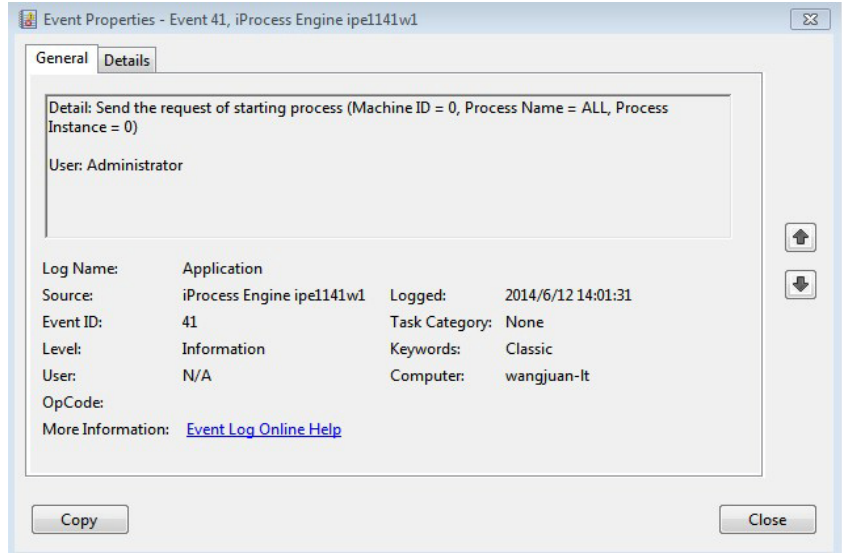 Event Properties - Event 41, iProcess Engine ipe1141w1
General Details
Detail: Send the request of starting process (Machine ID = 0, Process Name = ALL, Process
Instance = 0)
User: Administrator
Log Name: Application
Source: iProcess Engine ipe1141w1 Logged: 2014/6/12 14:01:31
Event ID: 41 Task Category: None
Level: Information Keywords: Classic
User: N/A Computer: wangjuan-lt
OpCode:
More Information: Event Log Online Help
Copy Close